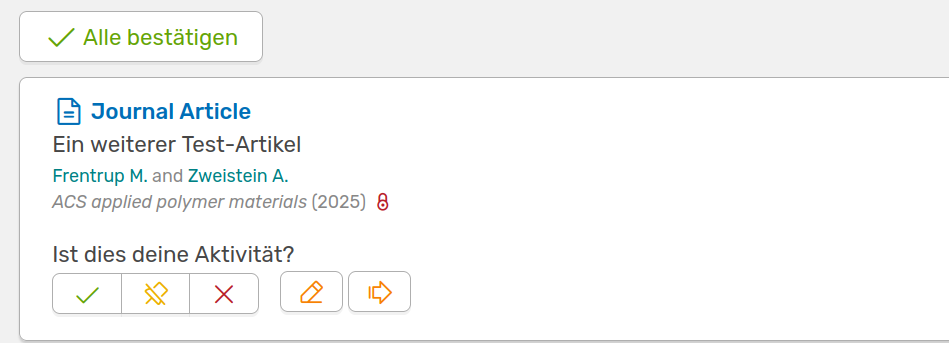 Alle bestätigen
Journal Article
Ein weiterer Test-Artikel
Frentrup M. and Zweistein A.
ACS applied polymer materials (2025)
Ist dies deine Aktivität?